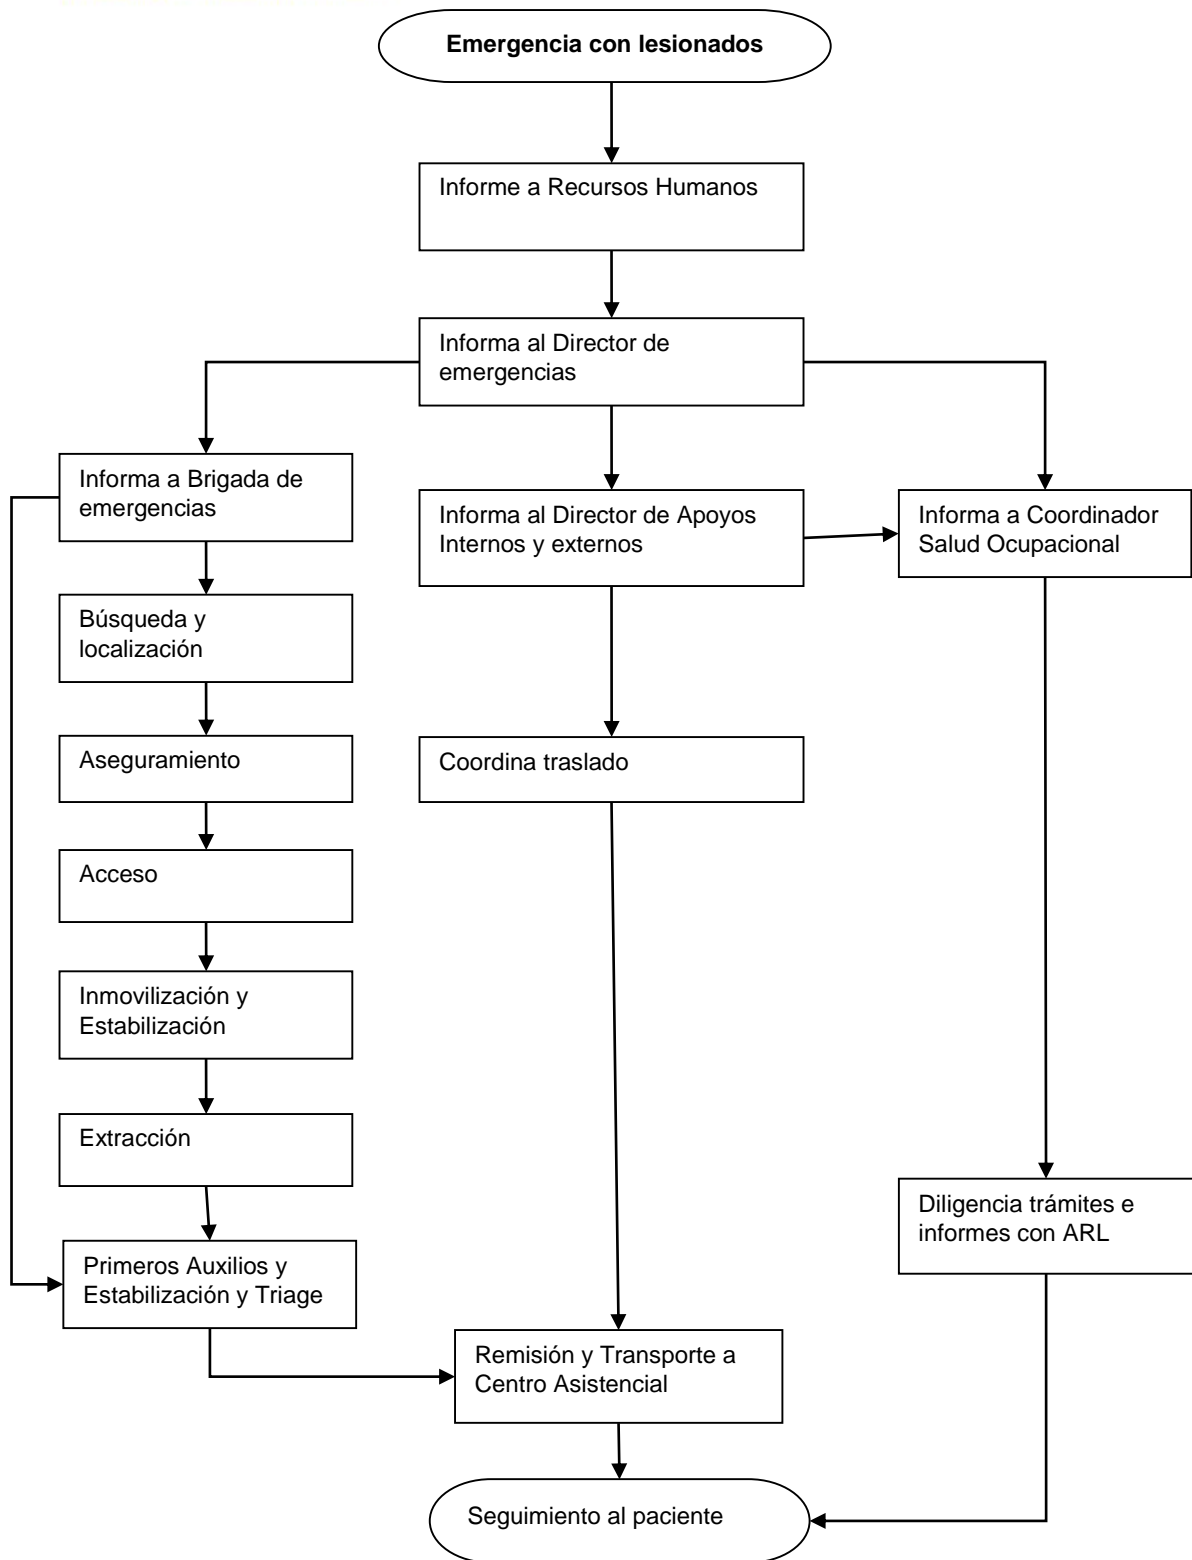 Emergencia con lesionados
Informe a Recursos Humanos
Informa al Director de
emergencias
Informa a Brigada de
emergencias
Informa al Director de Apoyos
Internos y externos
Informa a Coordinador
Salud Ocupacional
Búsqueda y
localización
Aseguramiento
Coordina traslado
Acceso
Inmovilización y
Estabilización
Extracción
Diligencia trámites e
informes con ARL
Primeros Auxilios y
Estabilización y Triage
Remisión y Transporte a
Centro Asistencial
Seguimiento al paciente